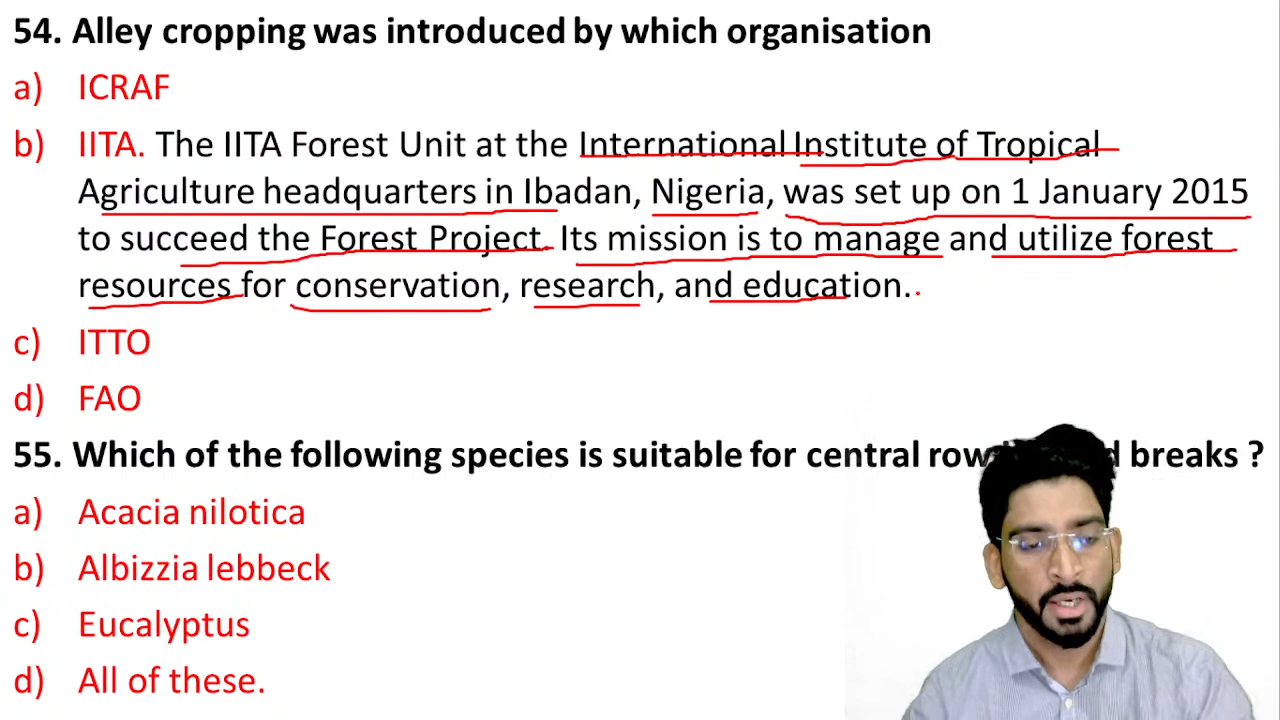 54. Alley cropping was introduced by which organisation
a) ICRAF
b) IITA. The IITA Forest Unit at the International Institute of Tropical
Agriculture headquarters in Ibadan, Nigeria, was set up on 1 January 2015
to succeed the Forest Project. Its mission is to manage and utilize forest
resources for conservation, research, and education.
c) ITTO
d) FAO
55. Which of the following species is suitable for central breaks ?
a) Acacia nilotica
b) Albizzia lebbeck
c) Eucalyptus
d) All of these.